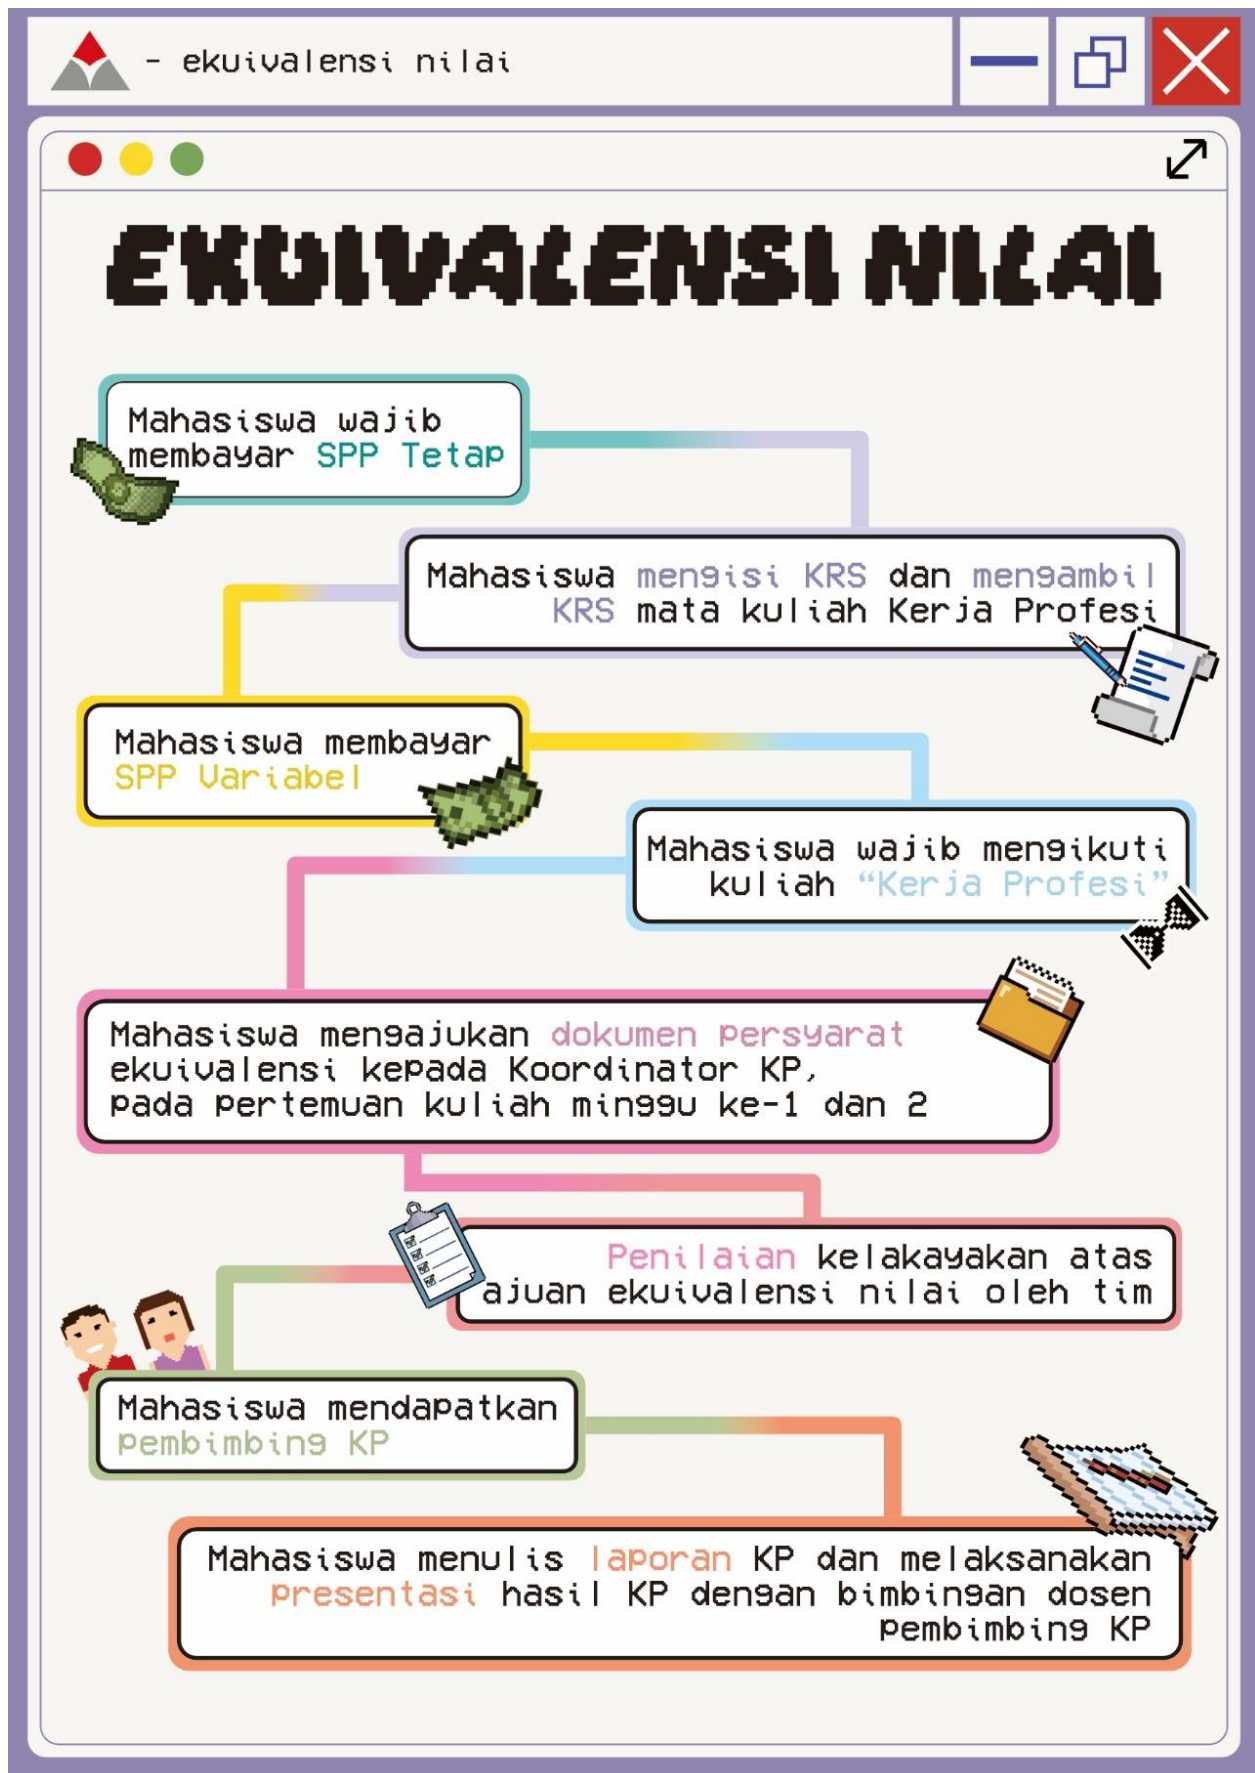 - ekuivalensi nilai
EKUIVALENSI NILAI
Mahasiswa wajib
membayar SPP Tetap
Mahasiswa mengisi KRS dan mengambil
KRS mata kuliah Kerja Profesi
Mahasiswa membayar
SPP Variabel
Mahasiswa wajib mengikuti
kuliah “Kerja Profesi”
Mahasiswa mengajukan dokumen persyarat
ekuivalensi kepada Koordinator KP,
pada pertemuan kuliah minggu ke-1 dan 2
Penilaian kelakayakan atas
ajuan ekuivalensi nilai oleh tim
Mahasiswa mendapatkan
pembimbing KP
Mahasiswa menulis laporan KP dan melaksanakan
presentasi hasil KP dengan bimbingan dosen
pembimbing KP